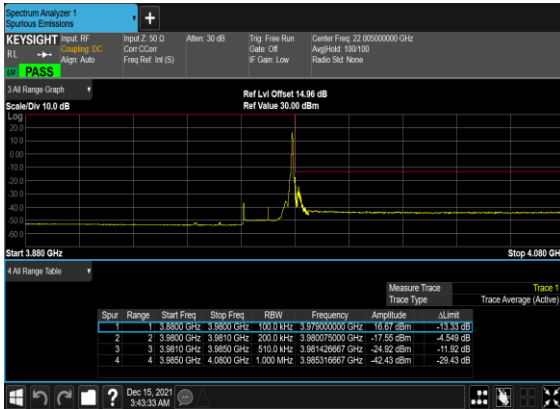 Spectrum Analyzer 1
Spurious Emissions
+
KEYSIGHT Input: RF Input Z: 50 Ω Atten: 30 dB Trig: Free Run Center Freq: 22.005000000 GHz
RL Coupling: DC Corr CCorr Gate: Off Avg|Hold: 100/100
Align: Auto Freq Ref: Int (S) IF Gain: Low Radio Std: None
PASS
3 All Range Graph
Ref Lvl Offset 14.96 dB
Scale/Div 10.0 dB Ref Value 30.00 dBm
Log
20.0
10.0
0.00
-10.0
-20.0
-30.0
-40.0
-50.0
-60.0
Start 3.880 GHz Stop 4.080 GH
4 All Range Table
Measure Trace Trace 1
Trace Type Trace Average (Active)
Spur Range Start Freq Stop Freq RBW Frequency Amplitude ΔLimit
1 1 3.8800 GHz 3.9800 GHz 100.0 kHz 3.979000000 GHz 16.67 dBm -13.33 dB
2 2 3.9800 GHz 3.9810 GHz 200.0 kHz 3.980075000 GHz -17.55 dBm -4.549 dB
3 3 3.9810 GHz 3.9850 GHz 510.0 kHz 3.981426667 GHz -24.92 dBm -11.92 dB
4 4 3.9850 GHz 4.0800 GHz 1.000 MHz 3.985316667 GHz -42.43 dBm -29.43 dB
? Dec 15, 2021
3:43:33 AM